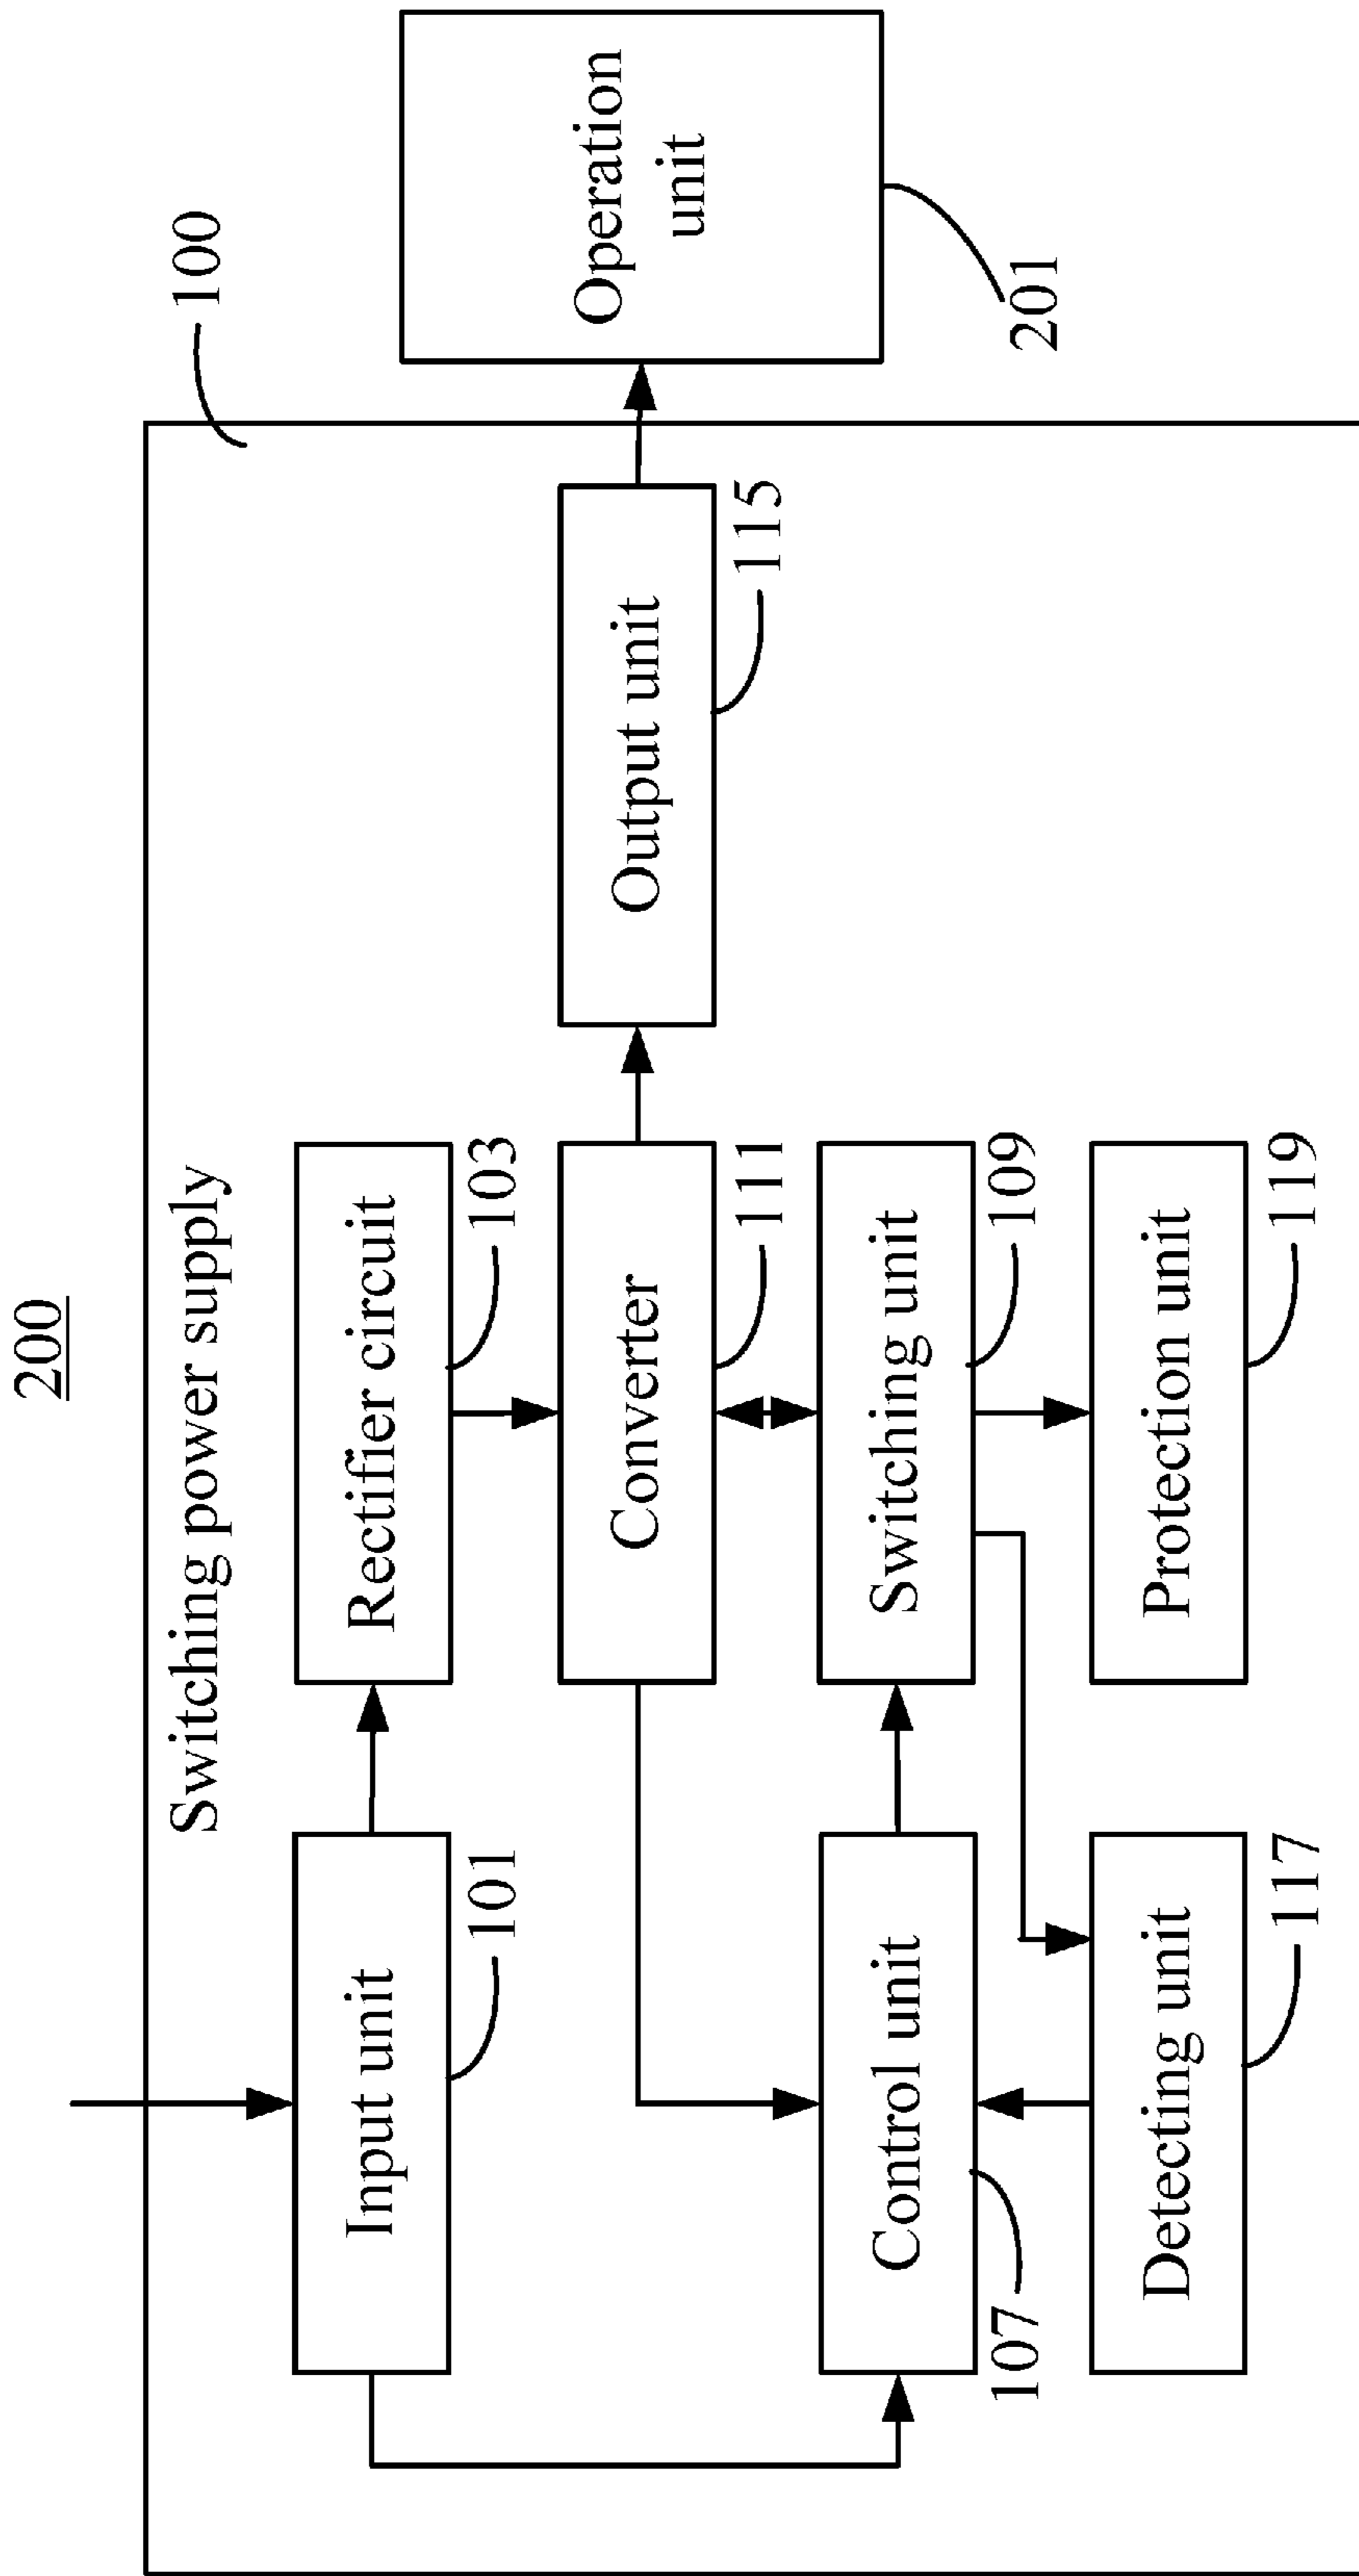 200
Switching power supply
100
Input unit
101
Rectifier circuit
103
Converter
111
Output unit
115
Operation
unit
201
Control unit
107
Switching unit
109
Detecting unit
117
Protection unit
119